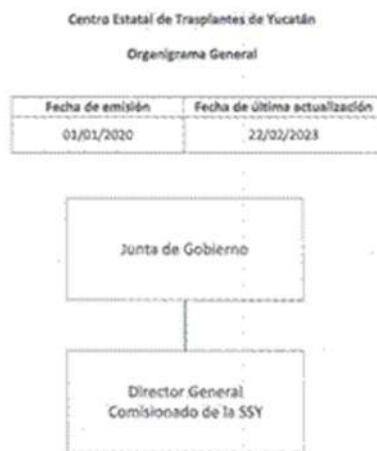 Centro Estatal de Trasplantes de Yucatán
Organigrama General
Fecha de emisión Fecha de última actualización
01/01/2020 22/02/2023
Junta de Gobierno
Director General
Comisionado de la SSY